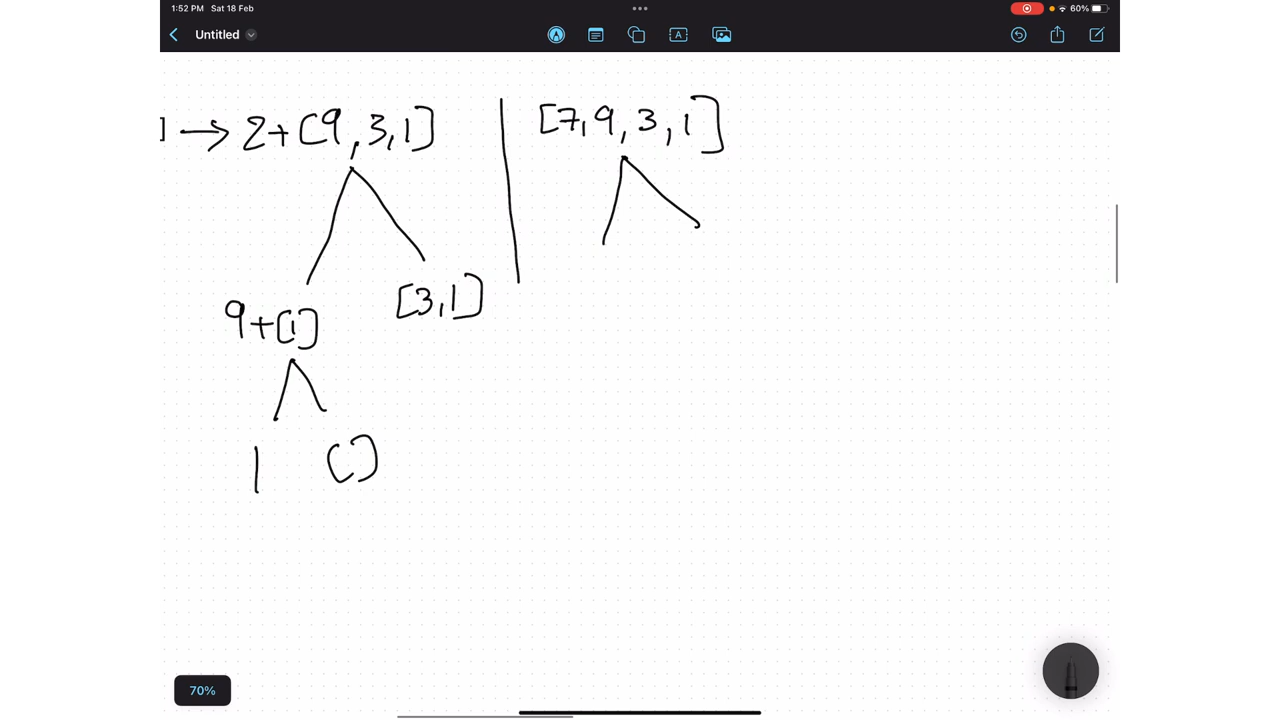 1:52 PM Sat 18 Feb
60%
Untitled
A
] → 2+[9,3,1]
[7,9,3,1]
9+[1]
[3,1]
1 []
70%